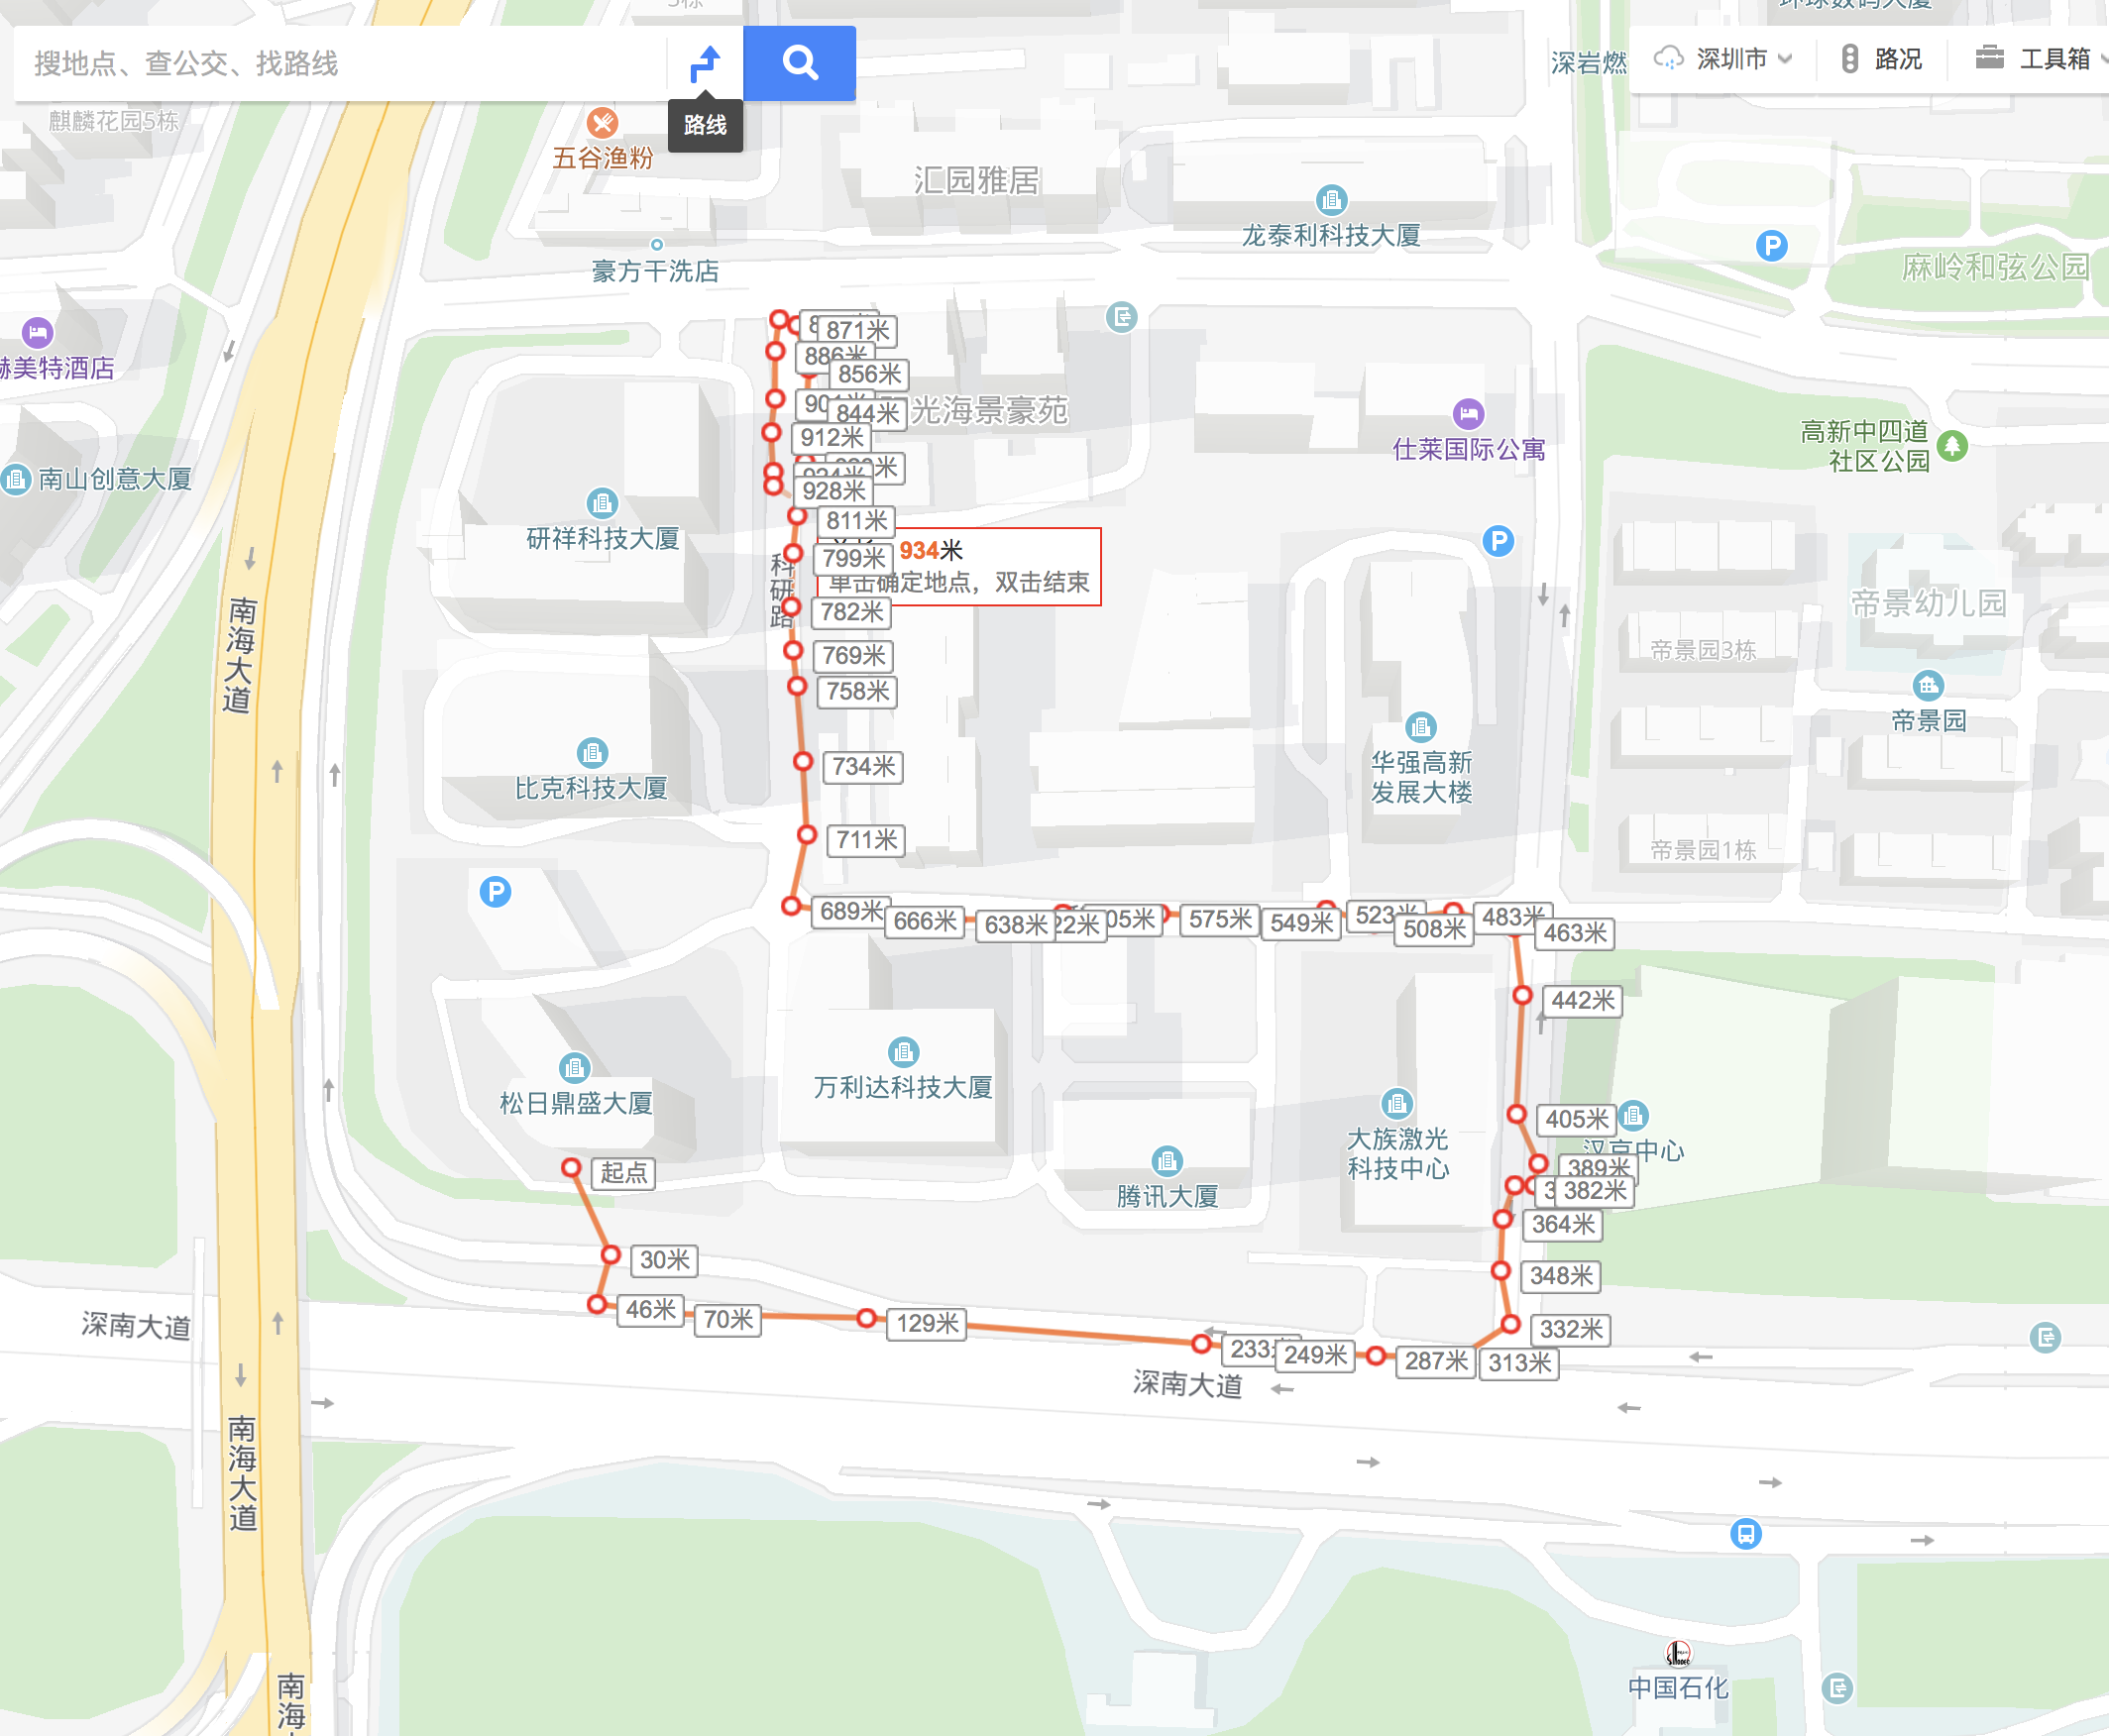 环球数码大厦
搜地点、查公交、找路线
路线
深岩燃
深圳市
路况
工具箱
麒麟花园5栋
五谷渔粉
汇园雅居
龙泰利科技大厦
豪方干洗店
麻岭和弦公园
赫美特酒店
871米
886米
856米
844米
光海景豪苑
912米
仕莱国际公寓
高新中四道
社区公园
南山创意大厦
924米
928米
研祥科技大厦
811米
934米
799米
单击确定地点，双击结束
科研路
782米
南海大道
帝景幼儿园
帝景园3栋
769米
758米
帝景园
734米
比克科技大厦
华强高新
发展大楼
711米
帝景园1栋
P
P
P
689米
666米
638米
22米
05米
575米
549米
523米
508米
483米
463米
442米
万利达科技大厦
松日鼎盛大厦
405米
大族激光
科技中心
汉京中心
389米
382米
起点
腾讯大厦
364米
30米
348米
46米
70米
129米
332米
深南大道
233米
249米
287米
313米
深南大道
南海大道
中国石化
南海